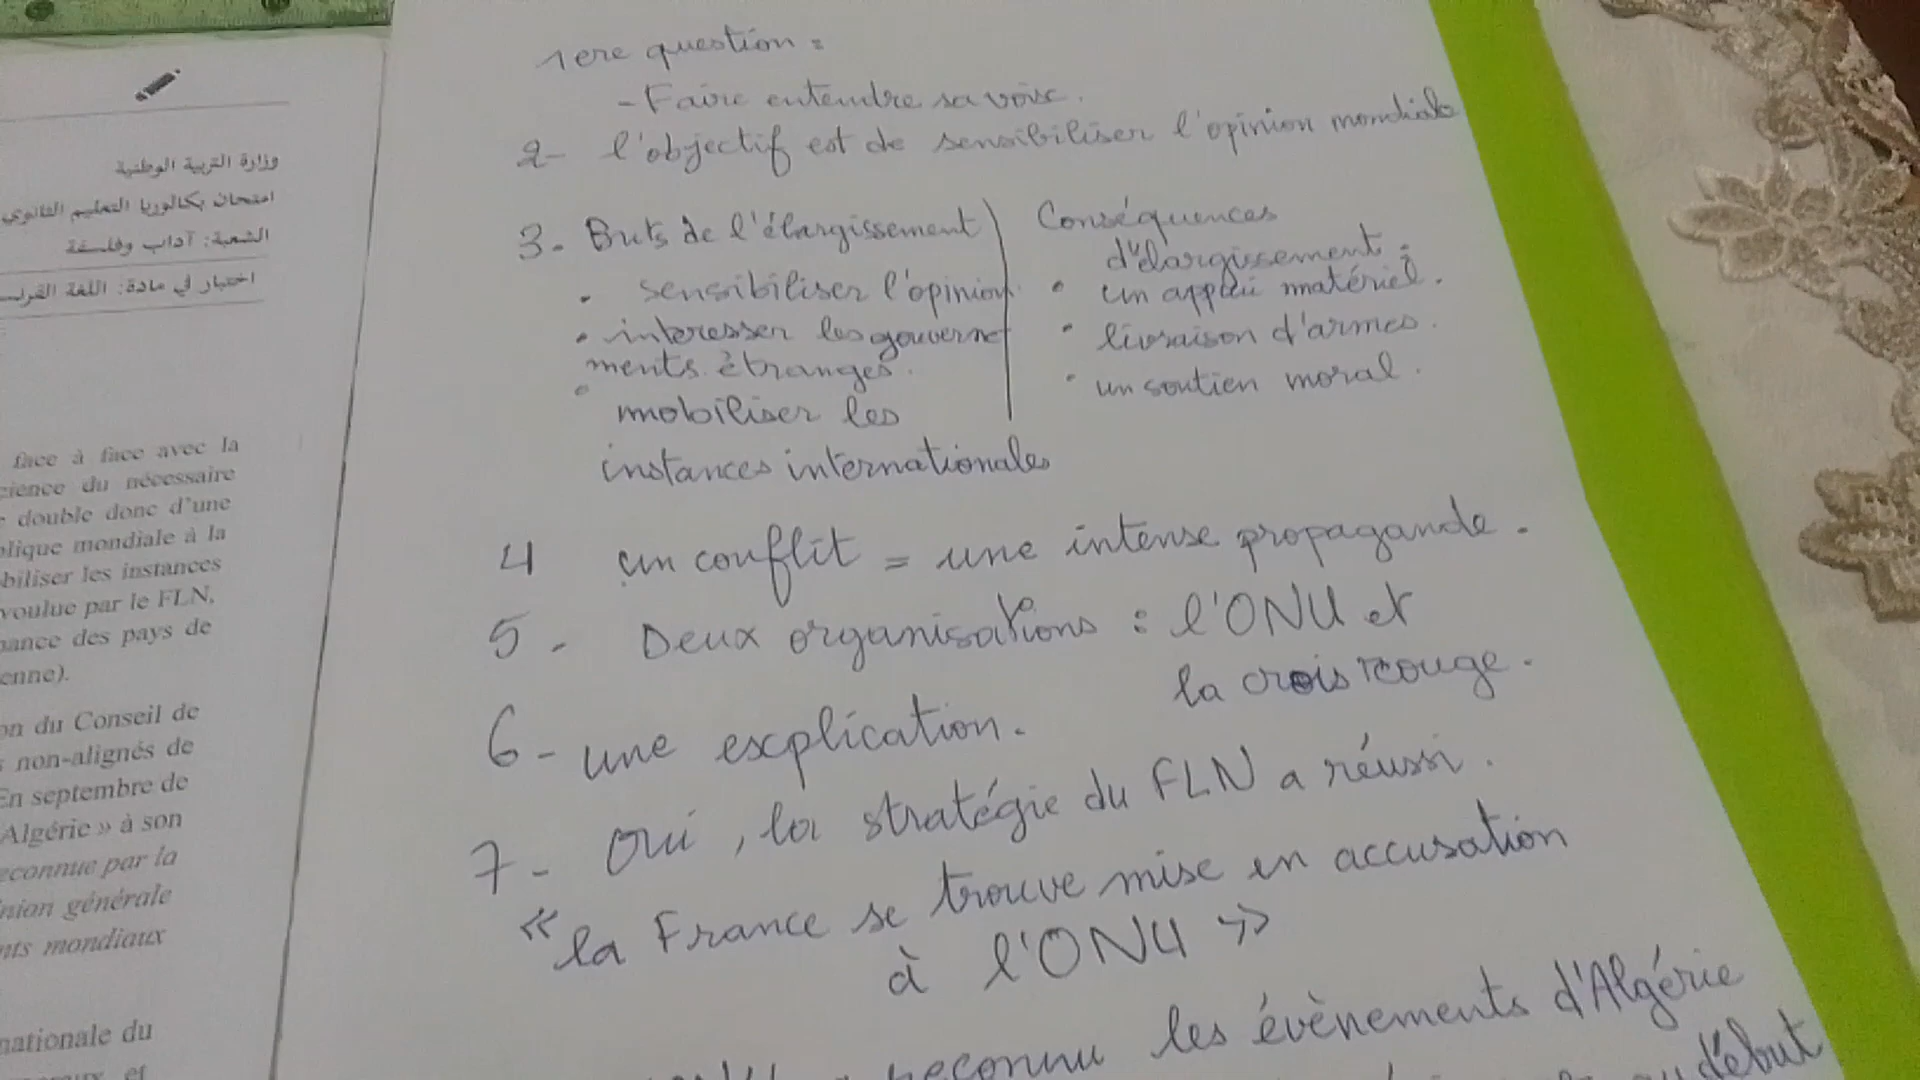 وزارة التربية الوطنية
امتحان بكالوريا التعليم الثانوي
الشعبة: آداب وفلسفة
اختبار في مادة: اللغة
face à face avec la
du nécessaire
double donc d'une
mondiale à la
les instances
voulue par le FLN,
des pays de
du Conseil de
non-alignés de
En septembre de
Algérie » à son
par la
générale
mondiaux
du
et
1ere question :
- Faire entendre sa voix.
2- l'objectif est de sensibiliser l'opinion mondiale
3- Buts de l'élargissement
• sensibiliser l'opinion
• interesser les gouverne
ments étranges.
• mobiliser les
instances internationales
Conséquences
d'élargissement :
• un appui matériel.
• livraison d'armes.
• un soutien moral.
4 un conflit = une intense propagande.
5- Deux organisations : l'ONU et
la crois rouge.
6- une explication.
7- Oui, la stratégie du FLN a réussi.
« la France se trouve mise en accusation
à l'ONU »
reconnu les évènements d'Algérie
début